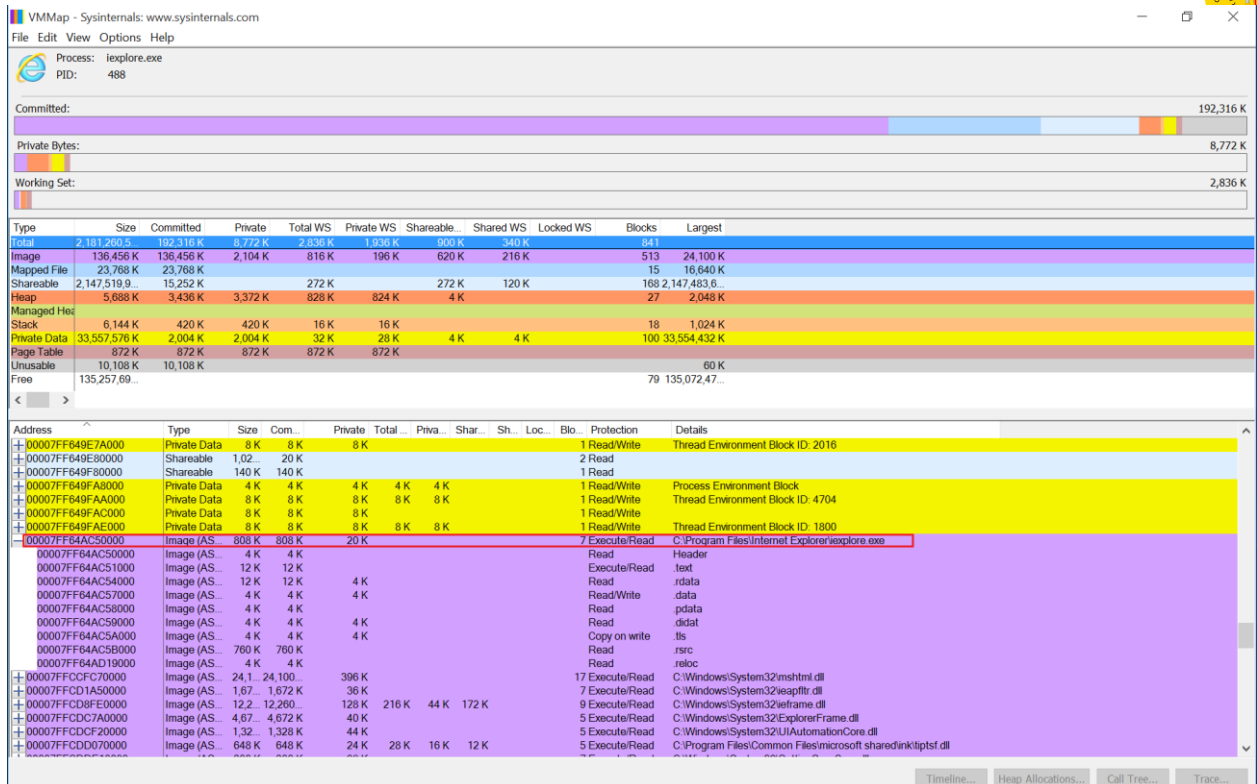 VMMap - Sysinternals: www.sysinternals.com
File Edit View Options Help
Process: iexplore.exe
PID: 488
Committed: 192,316 K
Private Bytes: 8,772 K
Working Set: 2,836 K
Type Size Committed Private Total WS Private WS Shareable... Shared WS Locked WS Blocks Largest
Total 2,181,260,5... 192,316 K 8,772 K 2,836 K 1,936 K 900 K 340 K 841
Image 136,456 K 136,456 K 2,104 K 816 K 196 K 620 K 216 K 513 24,100 K
Mapped File 23,768 K 23,768 K 15 16,640 K
Shareable 2,147,519,9... 15,252 K 272 K 272 K 120 K 168 2,147,483,6...
Heap 5,688 K 3,436 K 3,372 K 828 K 824 K 4 K 27 2,048 K
Managed Hea
Stack 6,144 K 420 K 420 K 16 K 16 K 18 1,024 K
Private Data 33,557,576 K 2,004 K 2,004 K 32 K 28 K 4 K 4 K 100 33,554,432 K
Page Table 872 K 872 K 872 K 872 K 872 K
Unusable 10,108 K 10,108 K 60 K
Free 135,257,69... 79 135,072,47...
Address Type Size Com... Private Total ... Priva... Shar... Sh... Loc... Blo... Protection Details
00007FF649E7A000 Private Data 8 K 8 K 8 K 1 Read/Write Thread Environment Block ID: 2016
00007FF649E80000 Shareable 1,02... 20 K 2 Read
00007FF649F80000 Shareable 140 K 140 K 1 Read
00007FF649FA8000 Private Data 4 K 4 K 4 K 4 K 4 K 1 Read/Write Process Environment Block
00007FF649FAA000 Private Data 8 K 8 K 8 K 8 K 8 K 1 Read/Write Thread Environment Block ID: 4704
00007FF649FAC000 Private Data 8 K 8 K 8 K 1 Read/Write
00007FF649FAE000 Private Data 8 K 8 K 8 K 8 K 8 K 1 Read/Write Thread Environment Block ID: 1800
00007FF64AC50000 Image (AS... 808 K 808 K 20 K 7 Execute/Read C:\Program Files\Internet Explorer\iexplore.exe
00007FF64AC50000 Image (AS... 4 K 4 K Read Header
00007FF64AC51000 Image (AS... 12 K 12 K Execute/Read .text
00007FF64AC54000 Image (AS... 12 K 12 K 4 K Read .rdata
00007FF64AC57000 Image (AS... 4 K 4 K 4 K Read/Write .data
00007FF64AC58000 Image (AS... 4 K 4 K Read .pdata
00007FF64AC59000 Image (AS... 4 K 4 K 4 K Read .didat
00007FF64AC5A000 Image (AS... 4 K 4 K 4 K Copy on write .tls
00007FF64AC5B000 Image (AS... 760 K 760 K Read .rsrc
00007FF64AD19000 Image (AS... 4 K 4 K Read .reloc
00007FFCCFC70000 Image (AS... 24,1... 24,100... 396 K 17 Execute/Read C:\Windows\System32\mshtml.dll
00007FFCD1A50000 Image (AS... 1,67... 1,672 K 36 K 7 Execute/Read C:\Windows\System32\ieapfltr.dll
00007FFCD8FE0000 Image (AS... 12,2... 12,260... 128 K 216 K 44 K 172 K 9 Execute/Read C:\Windows\System32\ieframe.dll
00007FFCDC7A0000 Image (AS... 4,67... 4,672 K 40 K 5 Execute/Read C:\Windows\System32\ExplorerFrame.dll
00007FFCDCF20000 Image (AS... 1,32... 1,328 K 44 K 5 Execute/Read C:\Windows\System32\UIAutomationCore.dll
00007FFCDD070000 Image (AS... 648 K 648 K 24 K 28 K 16 K 12 K 5 Execute/Read C:\Program Files\Common Files\microsoft shared\ink\tiptsf.dll
Timeline... Heap Allocations... Call Tree... Trace...